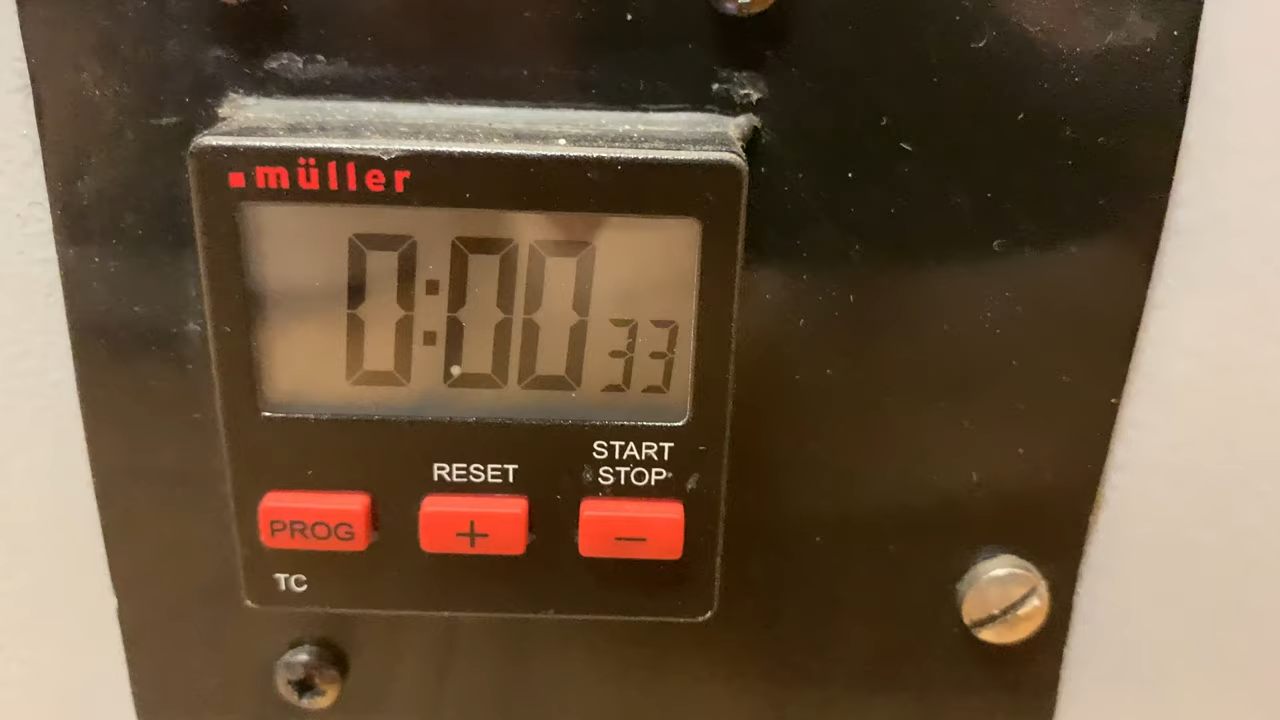 müller
0:00 33
RESET
START
STOP
PROG
+
−
TC